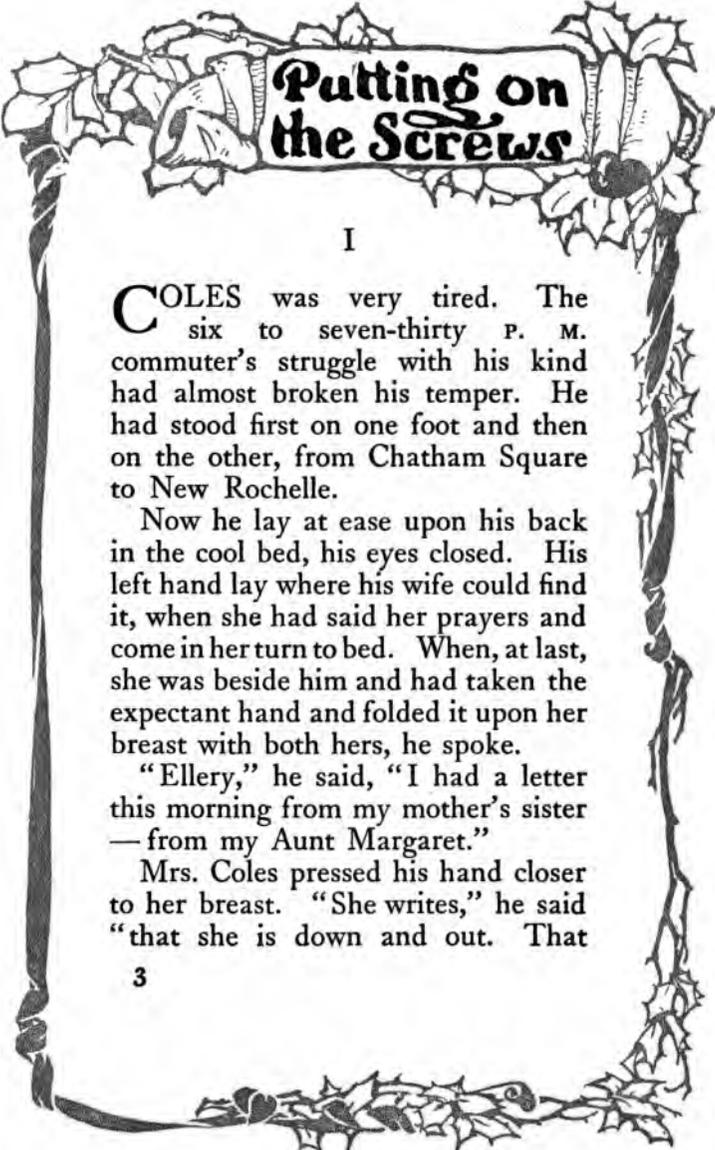 Putting on
the Screws
I
COLES was very tired. The
six to seven-thirty P. M.
commuter's struggle with his kind
had almost broken his temper. He
had stood first on one foot and then
on the other, from Chatham Square
to New Rochelle.
Now he lay at ease upon his back
in the cool bed, his eyes closed. His
left hand lay where his wife could find
it, when she had said her prayers and
come in her turn to bed. When, at last,
she was beside him and had taken the
expectant hand and folded it upon her
breast with both hers, he spoke.
"Ellery," he said, "I had a letter
this morning from my mother's sister
— from my Aunt Margaret."
Mrs. Coles pressed his hand closer
to her breast. "She writes," he said
"that she is down and out. That
3